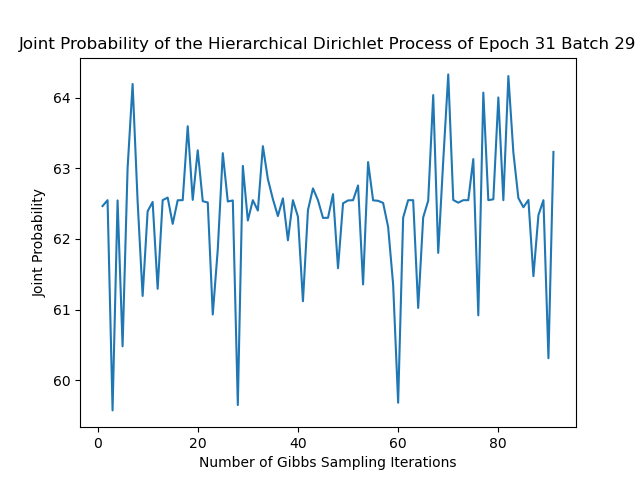 Joint Probability of the Hierarchical Dirichlet Process of Epoch 31 Batch 29
64
63
62
61
60
Joint Probability
0 20 40 60 80
Number of Gibbs Sampling Iterations